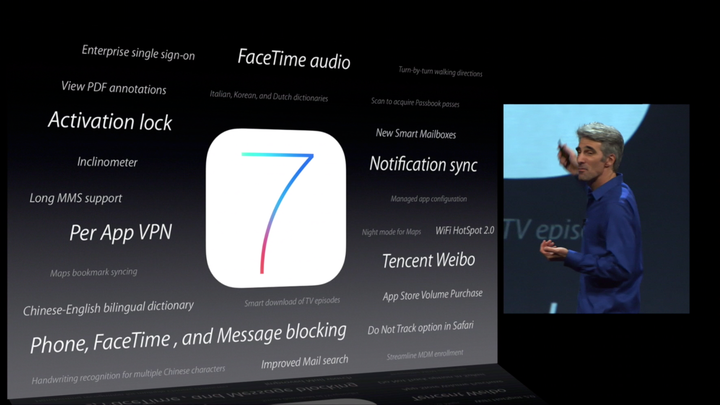 Enterprise single sign-on
FaceTime audio
Turn-by-turn walking directions
View PDF annotations
Italian, Korean, and Dutch dictionaries
Scan to acquire Passbook passes
Activation lock
New Smart Mailboxes
Inclinometer
7
Notification sync
Long MMS support
Managed app configuration
Per App VPN
Night mode for Maps
WiFi HotSpot 2.0
TV episo
Tencent Weibo
Maps bookmark syncing
Smart download of TV episodes
App Store Volume Purchase
Chinese-English bilingual dictionary
Phone, FaceTime , and Message blocking
Do Not Track option in Safari
Improved Mail search
Streamline MDM enrollment
Handwriting recognition for multiple Chinese characters